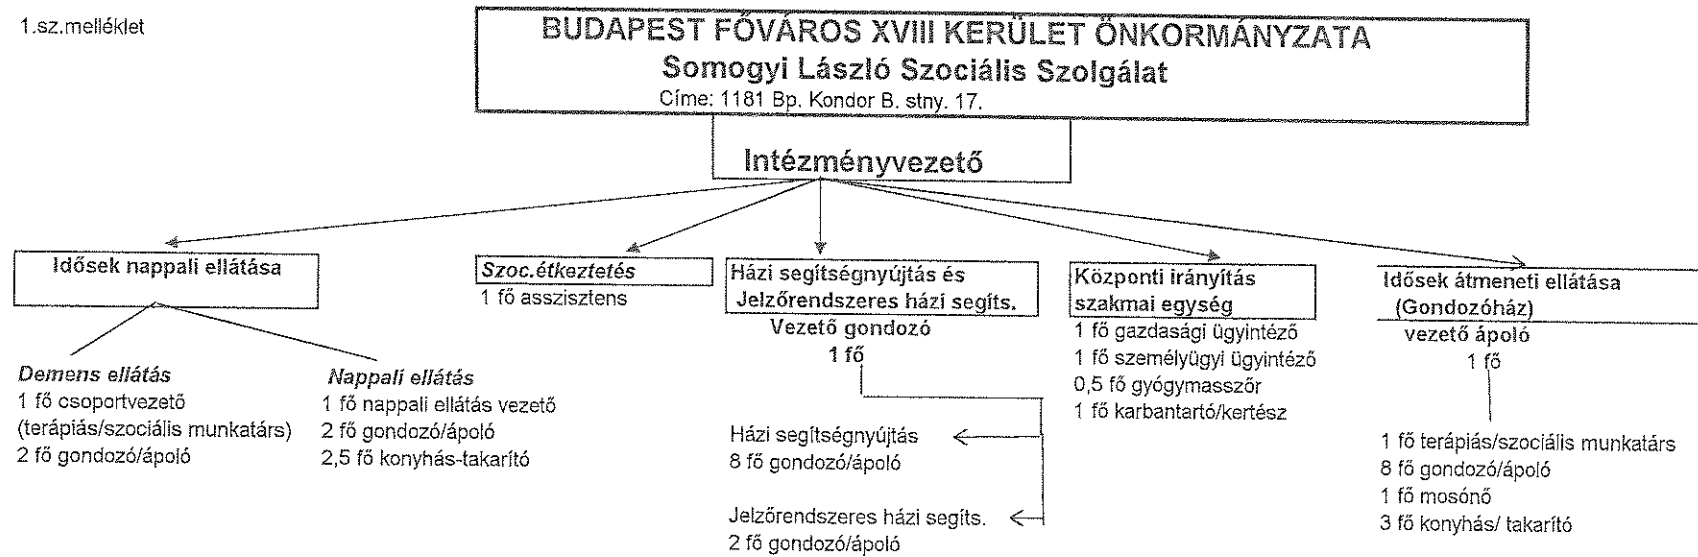 1.sz.melléklet
BUDAPEST FŐVÁROS XVIII KERÜLET ÖNKORMÁNYZATA
Somogyi László Szociális Szolgálat
Címe: 1181 Bp. Kondor B. stny. 17.
Intézményvezető
Idősek nappali ellátása
Demens ellátás
1 fő csoportvezető
(terápiás/szociális munkatárs)
2 fő gondozó/ápoló
Nappali ellátás
1 fő nappali ellátás vezető
2 fő gondozó/ápoló
2,5 fő konyhás-takarító
Szoc.étkeztetés
1 fő asszisztens
Házi segítségnyújtás és
Jelzőrendszeres házi segíts.
Vezető gondozó
1 fő
Házi segítségnyújtás
8 fő gondozó/ápoló
Jelzőrendszeres házi segíts.
2 fő gondozó/ápoló
Központi irányítás
szakmai egység
1 fő gazdasági ügyintéző
1 fő személyügyi ügyintéző
0,5 fő gyógymasszőr
1 fő karbantartó/kertész
Idősek átmeneti ellátása
(Gondozóház)
vezető ápoló
1 fő
1 fő terápiás/szociális munkatárs
8 fő gondozó/ápoló
1 fő mosónő
3 fő konyhás/ takarító